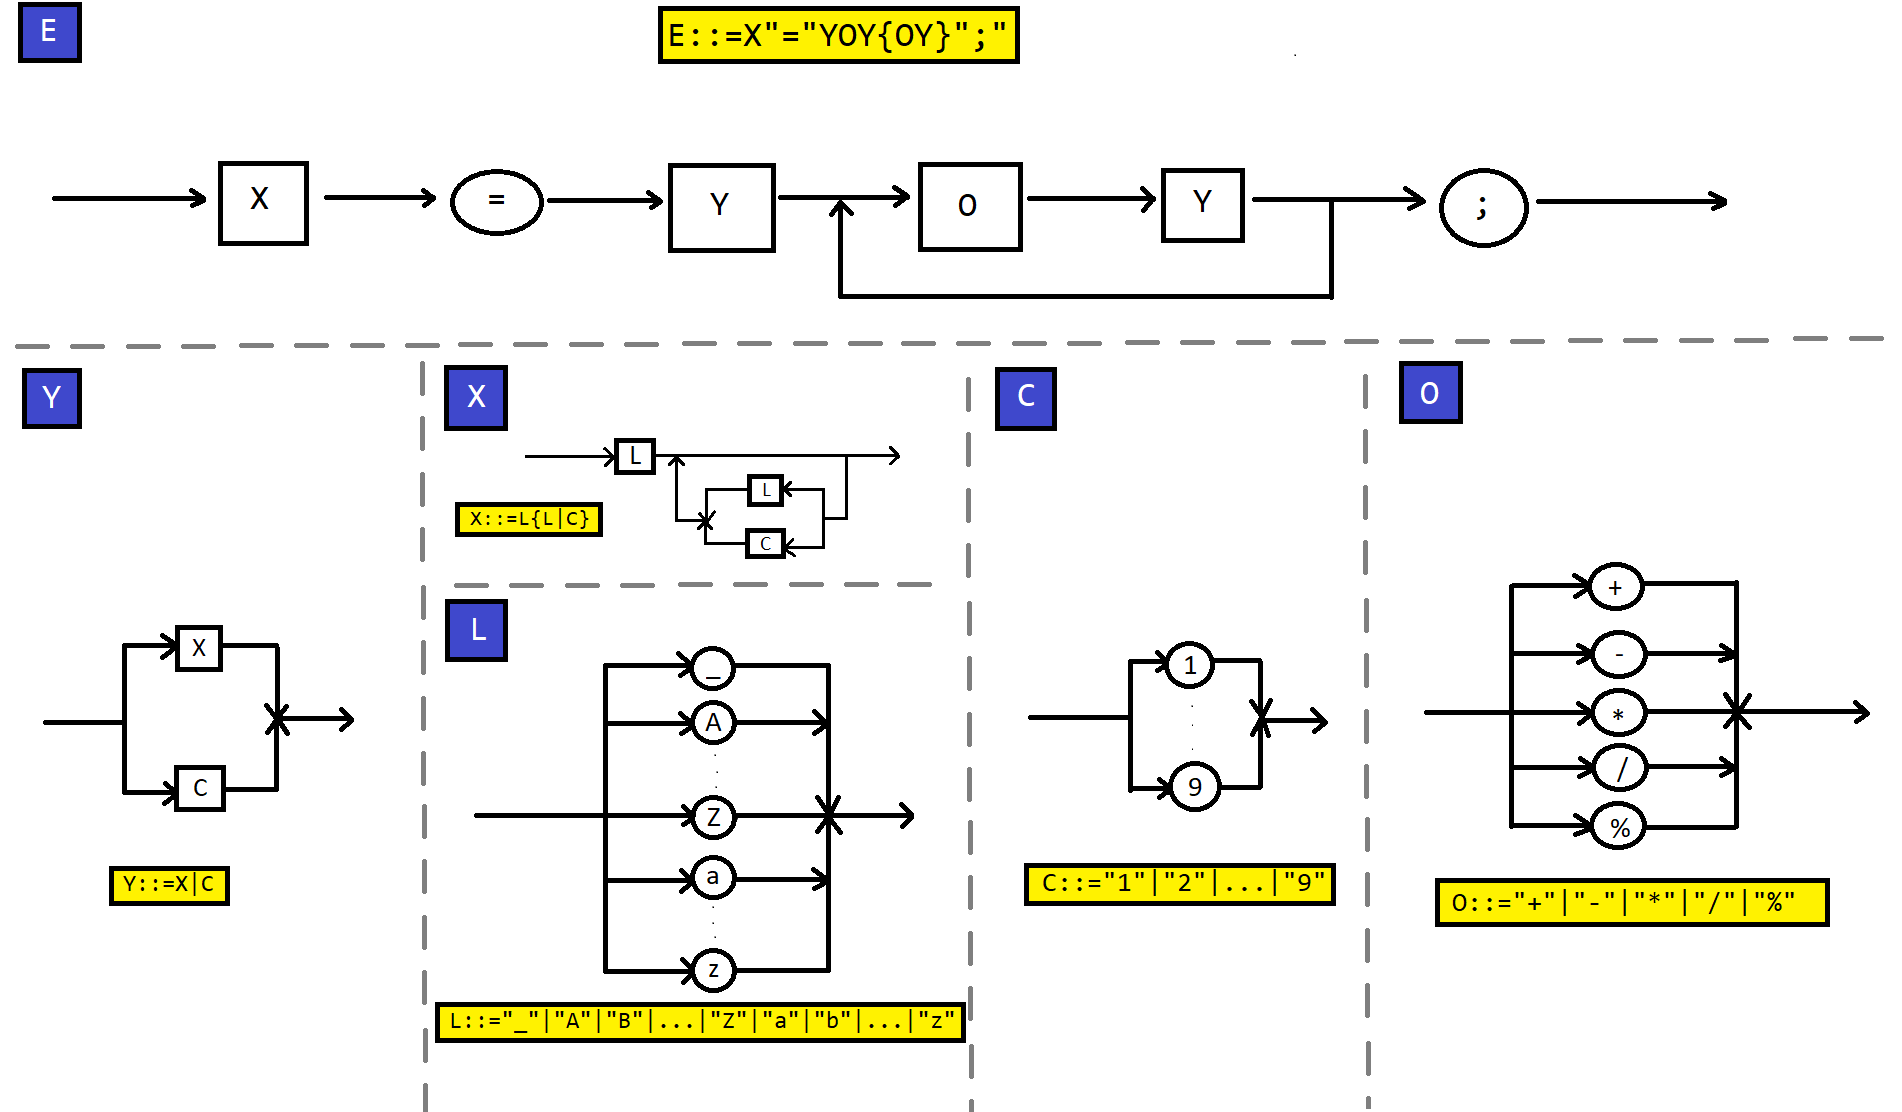 E
E::=X"="YOY{OY}";"
X
=
Y
O
Y
;
Y
X
C
Y::=X|C
X
L
L
C
X::=L{L|C}
L
_
A
.
.
.
Z
a
.
.
.
z
L::="_"|"A"|"B"|...|"Z"|"a"|"b"|...|"z"
C
1
.
.
.
9
C::="1"|"2"|...|"9"
O
+
-
*
/
%
O::="+"|"-"|"*"|"/"|"%"